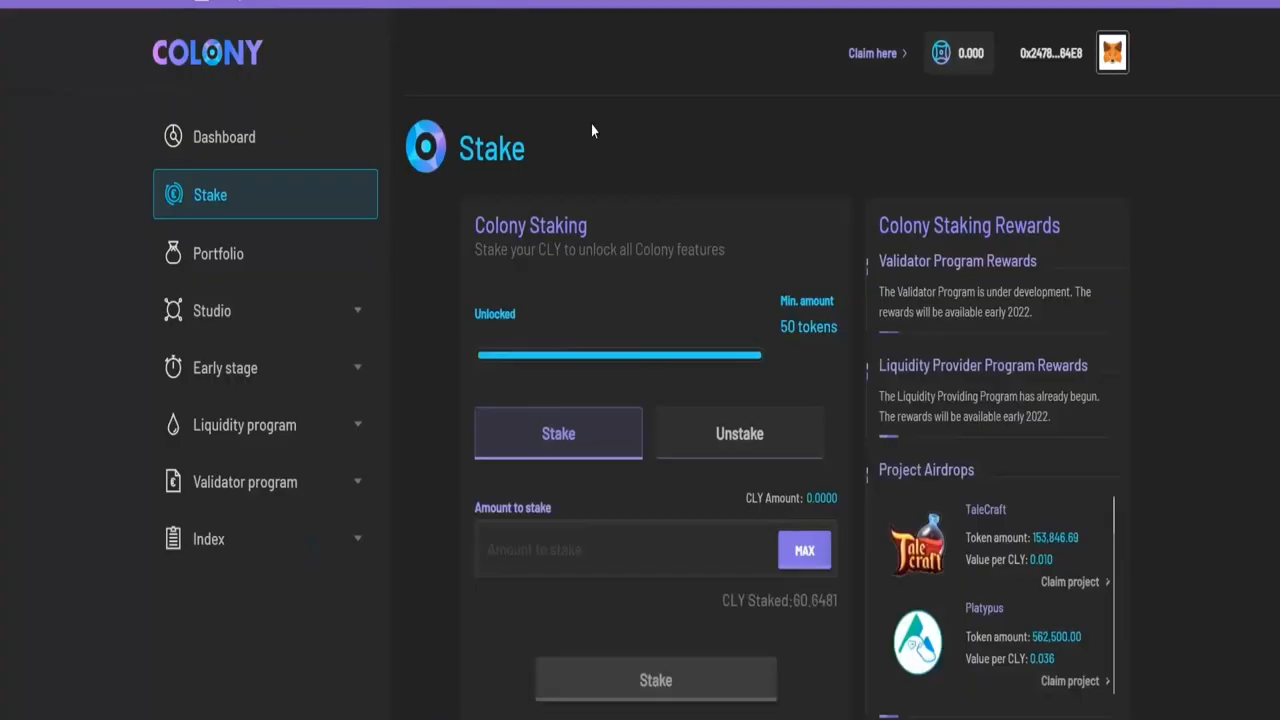 COLONY
Claim here
0.000
0x2478...64E8
Dashboard
Stake
Portfolio
Studio
Early stage
Liquidity program
Validator program
Index
Stake
Colony Staking
Stake your CLY to unlock all Colony features
Unlocked
Min. amount
50 tokens
Stake
Unstake
Amount to stake
CLY Amount: 0.0000
Amount to stake
MAX
CLY Staked:60.6481
Stake
Colony Staking Rewards
Validator Program Rewards
The Validator Program is under development. The
rewards will be available early 2022.
Liquidity Provider Program Rewards
The Liquidity Providing Program has already begun.
The rewards will be available early 2022.
Project Airdrops
Tale
craft
TaleCraft
Token amount: 153,846.69
Value per CLY: 0.010
Claim project
Platypus
Token amount: 562,500.00
Value per CLY: 0.036
Claim project